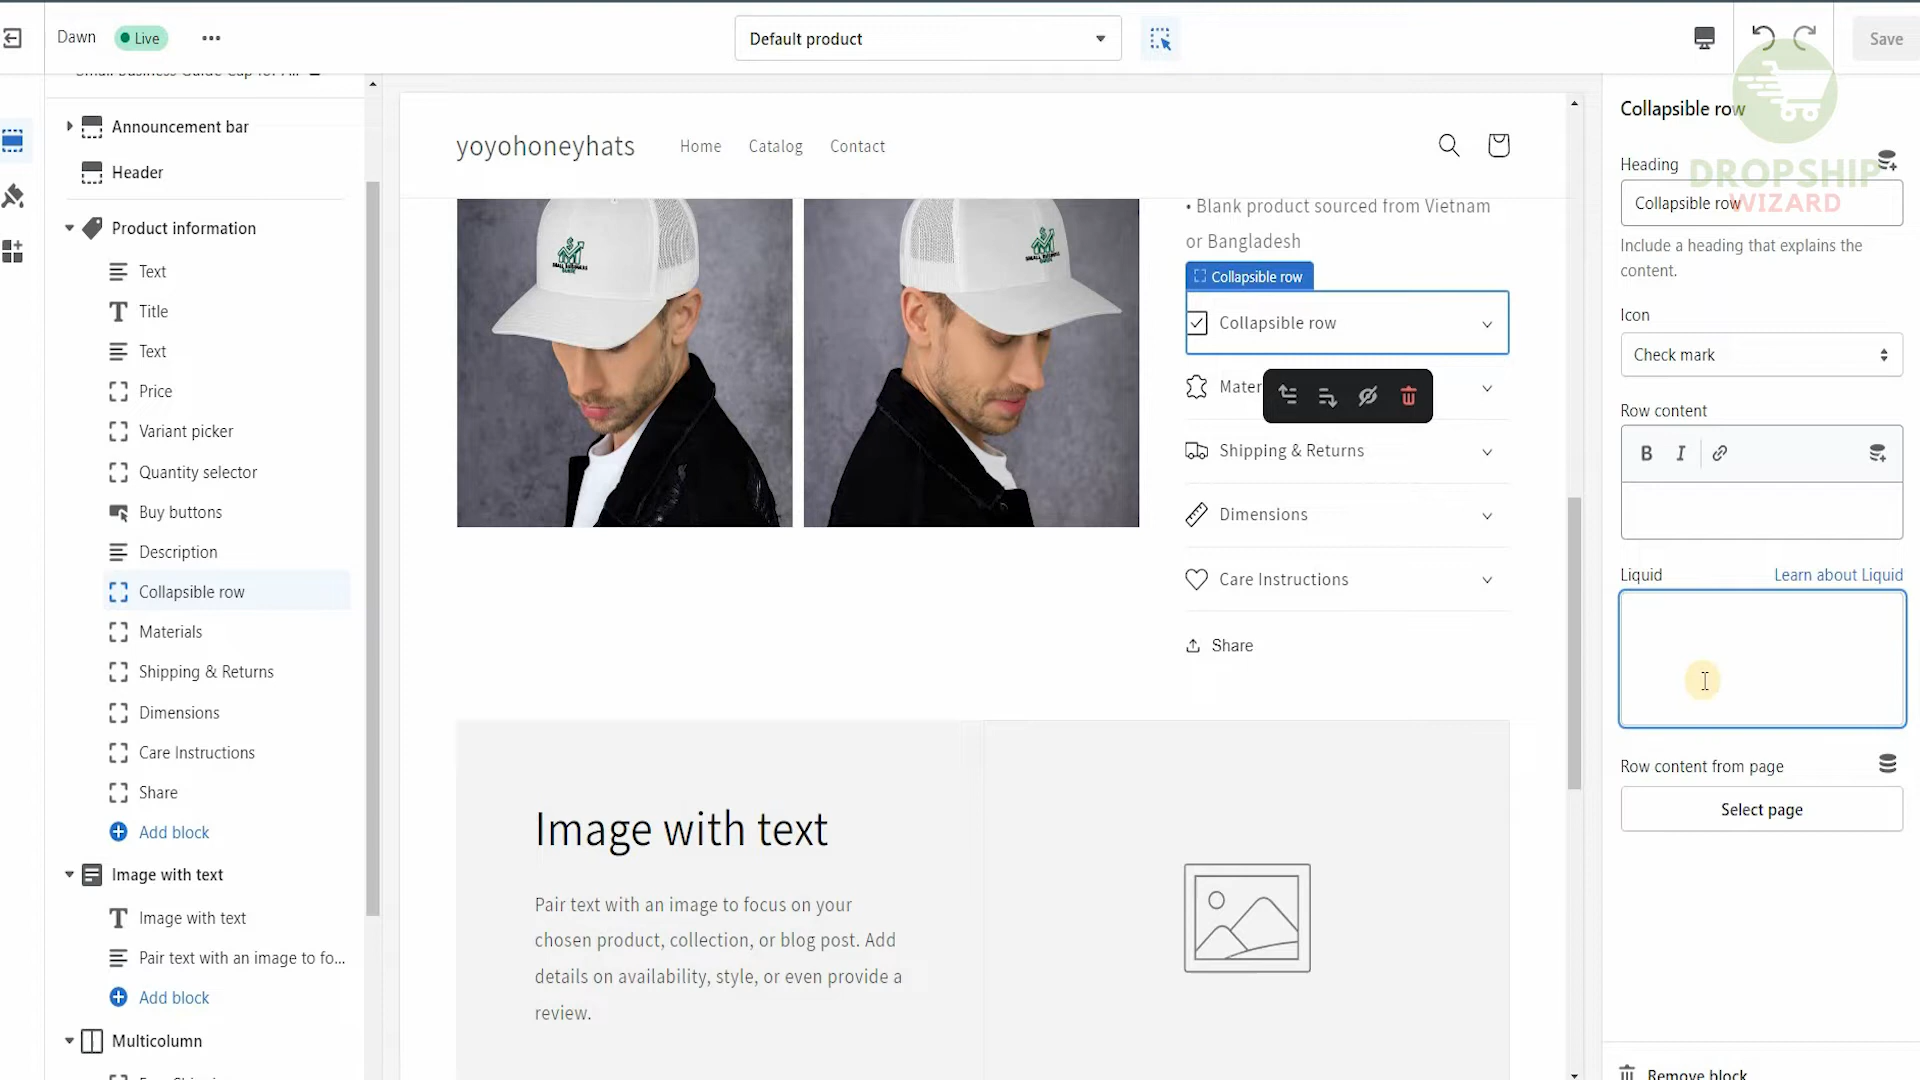 Dawn
Live
Default product
Save
Announcement bar
Header
Product information
Text
Title
Text
Price
Variant picker
Quantity selector
Buy buttons
Description
Collapsible row
Materials
Shipping & Returns
Dimensions
Care Instructions
Share
Add block
Image with text
Image with text
Pair text with an image to fo...
Add block
Multicolumn
yoyohoneyhats
Home
Catalog
Contact
• Blank product sourced from Vietnam
or Bangladesh
Collapsible row
Collapsible row
Mater
Shipping & Returns
Dimensions
Care Instructions
Share
SMALL BUSINESS
GUIDE
Image with text
Pair text with an image to focus on your
chosen product, collection, or blog post. Add
details on availability, style, or even provide a
review.
Collapsible row
DROPSHIP
WIZARD
Heading
Collapsible row
Include a heading that explains the
content.
Icon
Check mark
Row content
B I
Liquid
Learn about Liquid
Row content from page
Select page
Remove block